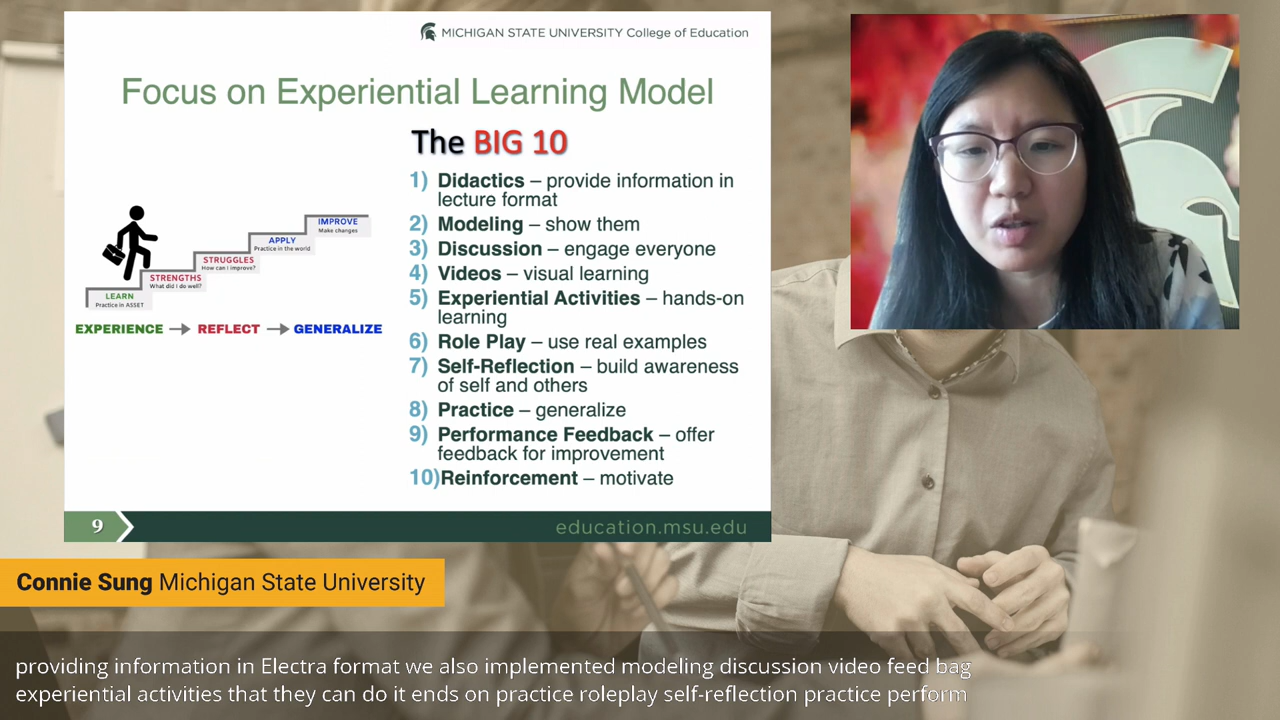 MICHIGAN STATE UNIVERSITY College of Education
Focus on Experiential Learning Model
The BIG 10
1) Didactics – provide information in
lecture format
2) Modeling – show them
3) Discussion – engage everyone
4) Videos – visual learning
5) Experiential Activities – hands-on
learning
6) Role Play – use real examples
7) Self-Reflection – build awareness
of self and others
8) Practice – generalize
9) Performance Feedback – offer
feedback for improvement
10)Reinforcement – motivate
IMPROVE
Make changes
APPLY
Practice in the world
STRUGGLES
How can I improve?
STRENGTHS
What did I do well?
LEARN
Practice in ASSET
EXPERIENCE → REFLECT → GENERALIZE
9
education.msu.edu
Connie Sung Michigan State University
providing information in Electra format we also implemented modeling discussion video feed bag
experiential activities that they can do it ends on practice roleplay self-reflection practice perform